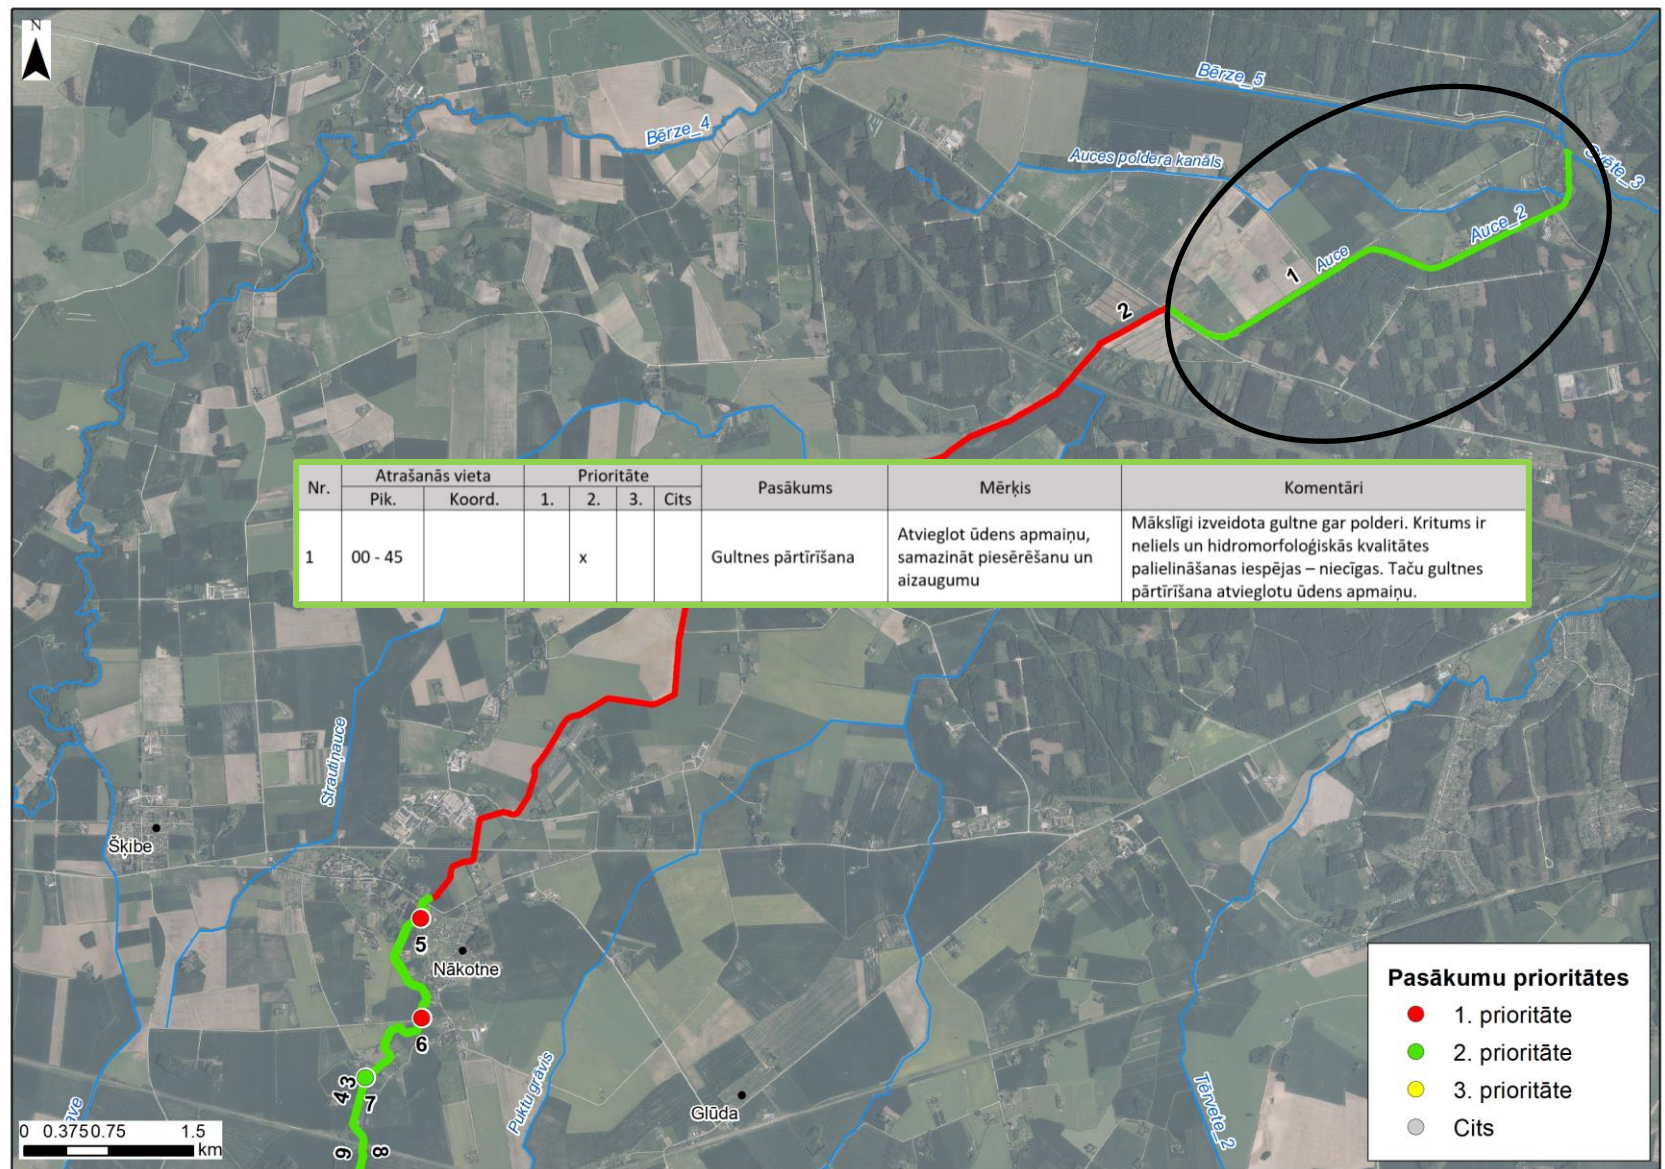 N
Bērze_5
Bērze_4
Auces poldera kanāls
Svēte_3
Auce_2
Auce
1
2
Nr.
Atrašanās vieta
Prioritāte
Pasākums
Mērķis
Komentāri
Pik.
Koord.
1.
2.
3.
Cits
1
00 - 45
x
Gultnes pārtīrīšana
Atvieglot ūdens apmaiņu,
samazināt piesērēšanu un
aizaugumu
Mākslīgi izveidota gultne gar polderi. Kritums ir
neliels un hidromorfoloģiskās kvalitātes
palielināšanas iespējas – niecīgas. Taču gultnes
pārtīrīšana atvieglotu ūdens apmaiņu.
Strautiņauce
Šķibe
5
Nākotne
6
3
4
7
Puktu grāvis
Glūda
Tērvete_2
9
8
0 0.375 0.75 1.5
km
Pasākumu prioritātes
1. prioritāte
2. prioritāte
3. prioritāte
Cits